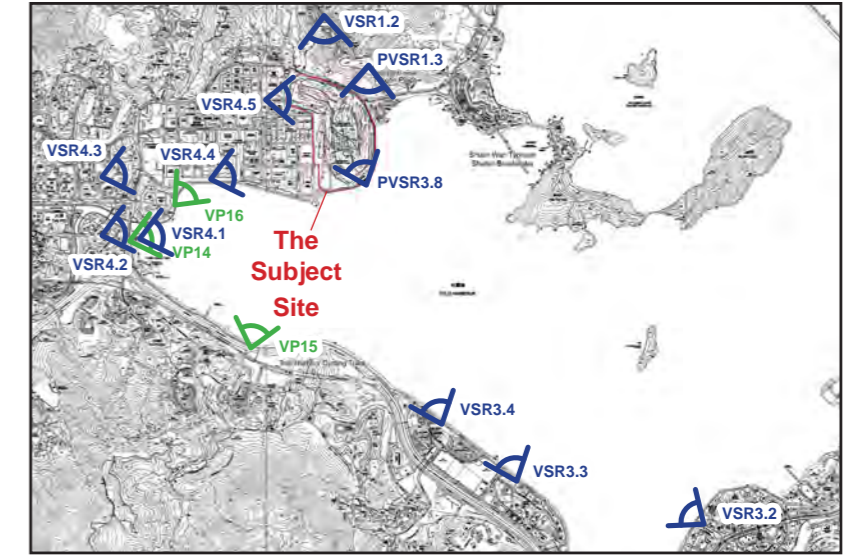 VSR1.2
PVSR1.3
VSR4.5
VSR4.3
VSR4.4
PVSR3.8
VP16
VSR4.1
VP14
VSR4.2
The
Subject
Site
VP15
VSR3.4
VSR3.3
VSR3.2